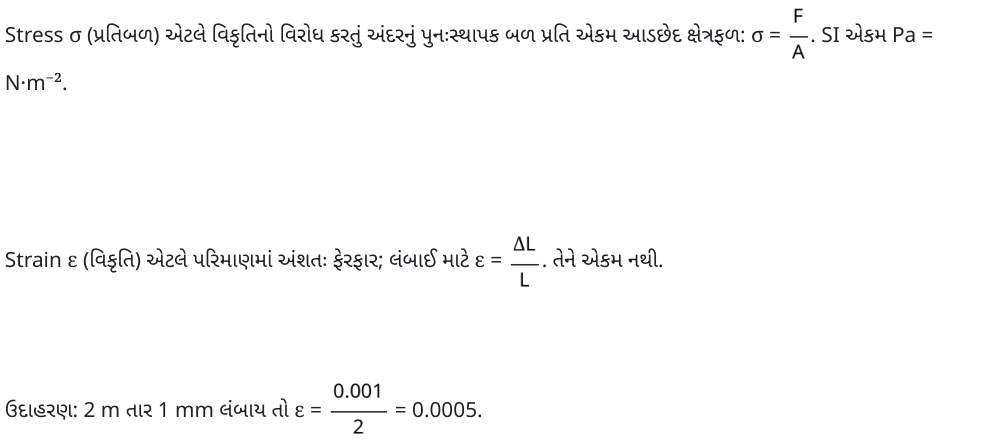 Stress σ (પ્રતિબળ) એટલે વિકૃતિનો વિરોધ કરતું અંદરનું પુનઃસ્થાપક બળ પ્રતિ એકમ આડછેદ ક્ષેત્રફળ: σ = F/A. SI એકમ Pa =
N·m⁻².
Strain ε (વિકૃતિ) એટલે પરિમાણમાં અંશતઃ ફેરફાર; લંબાઈ માટે ε = ΔL/L. તેને એકમ નથી.
ઉદાહરણ: 2 m તાર 1 mm લંબાય તો ε = 0.001/2 = 0.0005.